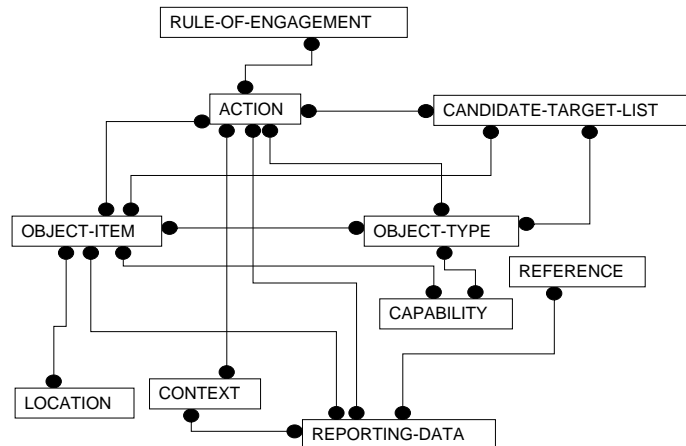 RULE-OF-ENGAGEMENT
ACTION
CANDIDATE-TARGET-LIST
OBJECT-ITEM
OBJECT-TYPE
REFERENCE
CAPABILITY
LOCATION
CONTEXT
REPORTING-DATA